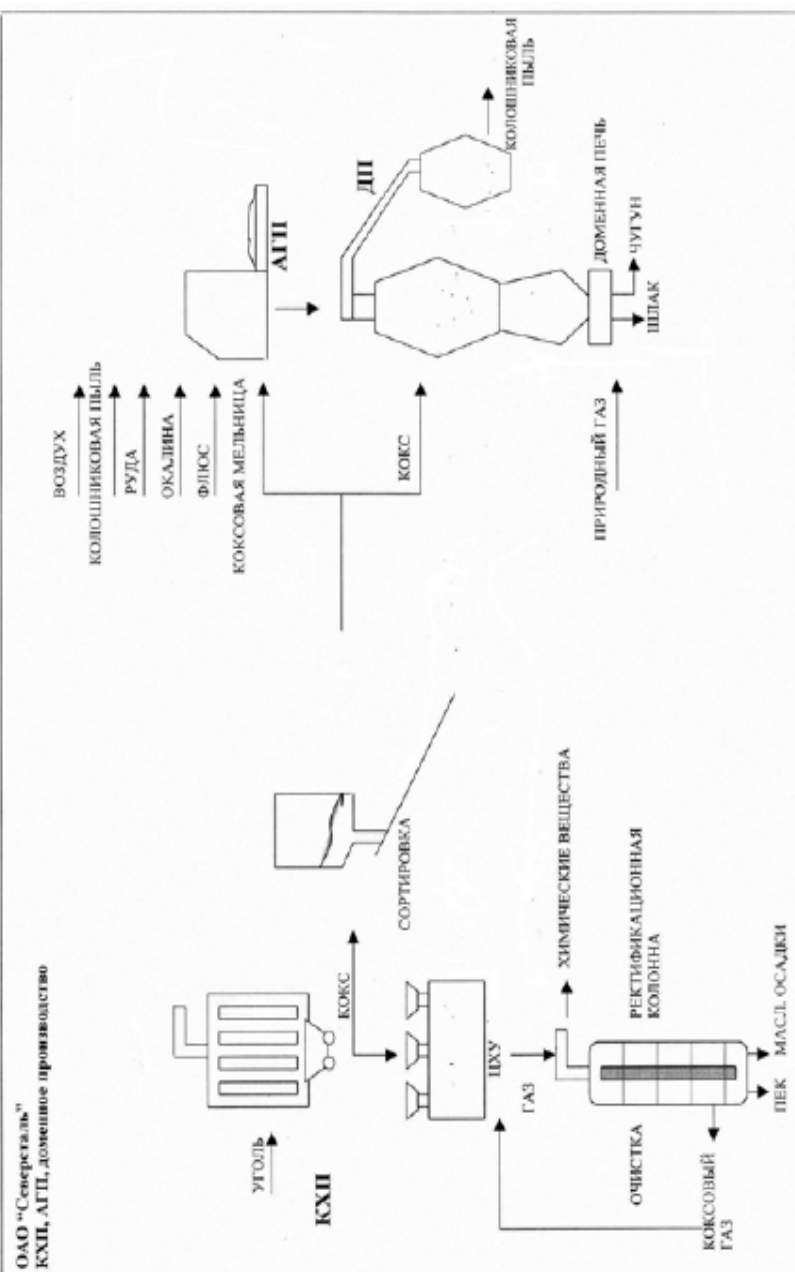 ОАО "Северсталь"
КХП, АГП, доменное производство
УГОЛЬ
КХП
КОКС
СОРТИРОВКА
ЦХУ
ГАЗ
ХИМИЧЕСКИЕ ВЕЩЕСТВА
ОЧИСТКА
РЕКТИФИКАЦИОННАЯ
КОЛОННА
КОКСОВЫЙ
ГАЗ
ПЕК
МАСЛ. ОСАДКИ
ВОЗДУХ
КОЛОШНИКОВАЯ ПЫЛЬ
РУДА
ОКАЛИНА
ФЛЮС
КОКСОВАЯ МЕЛЬНИЦА
АГП
КОКС
ДП
КОЛОШНИКОВАЯ
ПЫЛЬ
ПРИРОДНЫЙ ГАЗ
ДОМЕННАЯ ПЕЧЬ
ШЛАК
ЧУГУН